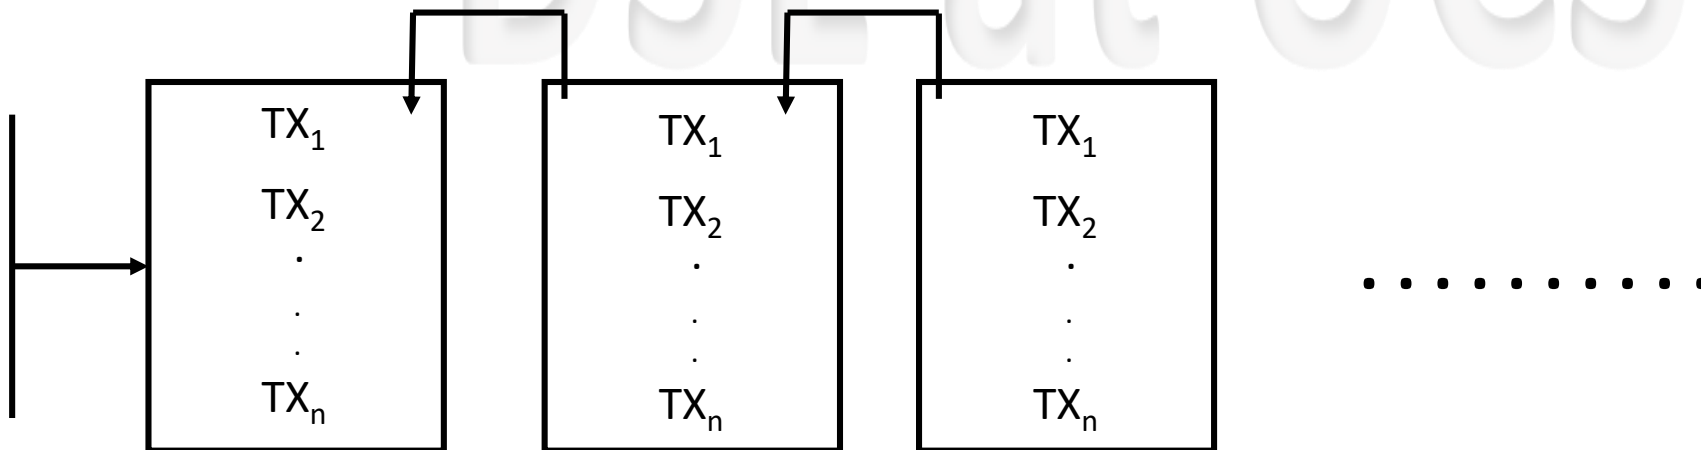 TX₁ TX₁ TX₁
TX₂ TX₂ TX₂
. . .
. . .
. . .
TXₙ TXₙ TXₙ
. . . . . . . . . .